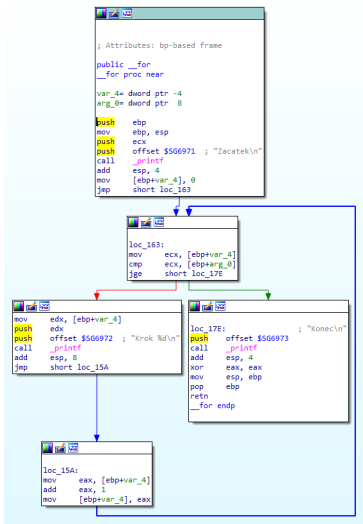 ; Attributes: bp-based frame
public __for
__for proc near
var_4= dword ptr -4
arg_0= dword ptr  8
push    ebp
mov     ebp, esp
push    ecx
push    offset $SG6971  ; "Zacatek\n"
call    _printf
add     esp, 4
mov     [ebp+var_4], 0
jmp     short loc_163
loc_163:
mov     ecx, [ebp+var_4]
cmp     ecx, [ebp+arg_0]
jge     short loc_17E
mov     edx, [ebp+var_4]
push    edx
push    offset $SG6972  ; "Krok %d\n"
call    _printf
add     esp, 8
jmp     short loc_15A
loc_17E:                ; "Konec\n"
push    offset $SG6973
call    _printf
add     esp, 4
xor     eax, eax
mov     esp, ebp
pop     ebp
retn
__for endp
loc_15A:
mov     eax, [ebp+var_4]
add     eax, 1
mov     [ebp+var_4], eax